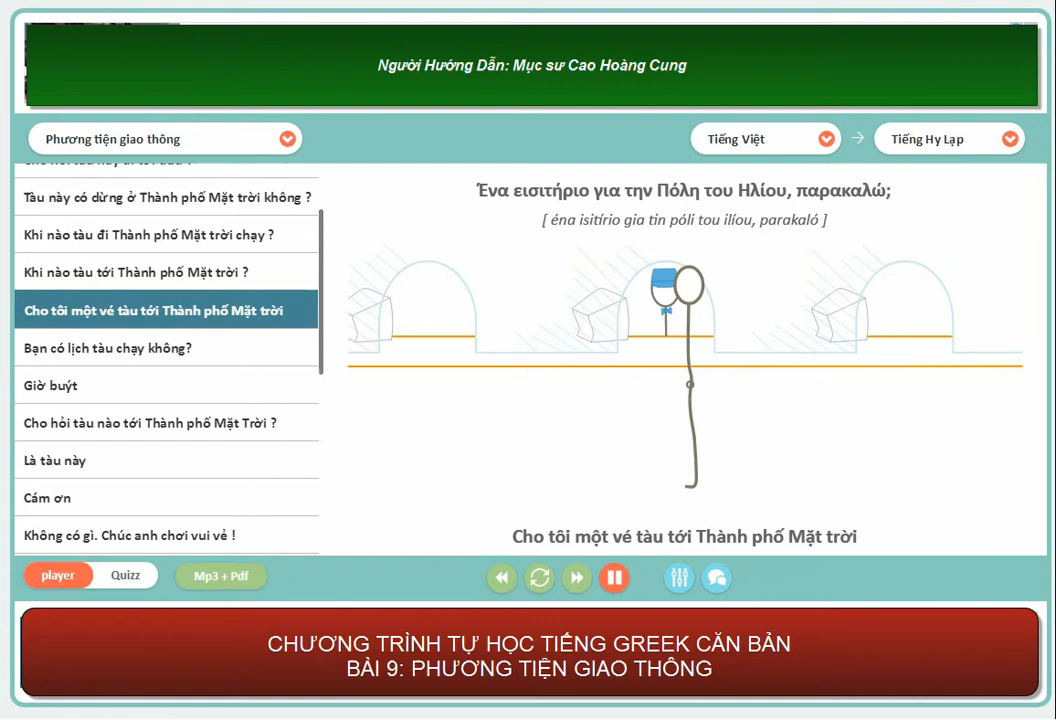 Người Hướng Dẫn: Mục sư Cao Hoàng Cung
Phương tiện giao thông
Tiếng Việt
Tiếng Hy Lạp
Tàu này có dừng ở Thành phố Mặt trời không ?
Khi nào tàu đi Thành phố Mặt trời chạy ?
Khi nào tàu tới Thành phố Mặt trời ?
Cho tôi một vé tàu tới Thành phố Mặt trời
Bạn có lịch tàu chạy không?
Giờ buýt
Cho hỏi tàu nào tới Thành phố Mặt Trời ?
Là tàu này
Cám ơn
Không có gì. Chúc anh chơi vui vẻ !
Ένα εισιτήριο για την Πόλη του Ηλίου, παρακαλώ;
[ éna isitírio gia tin póli tou ilíou, parakaló ]
Cho tôi một vé tàu tới Thành phố Mặt trời
player
Quizz
Mp3 + Pdf
CHƯƠNG TRÌNH TỰ HỌC TIẾNG GREEK CĂN BẢN
BÀI 9: PHƯƠNG TIỆN GIAO THÔNG